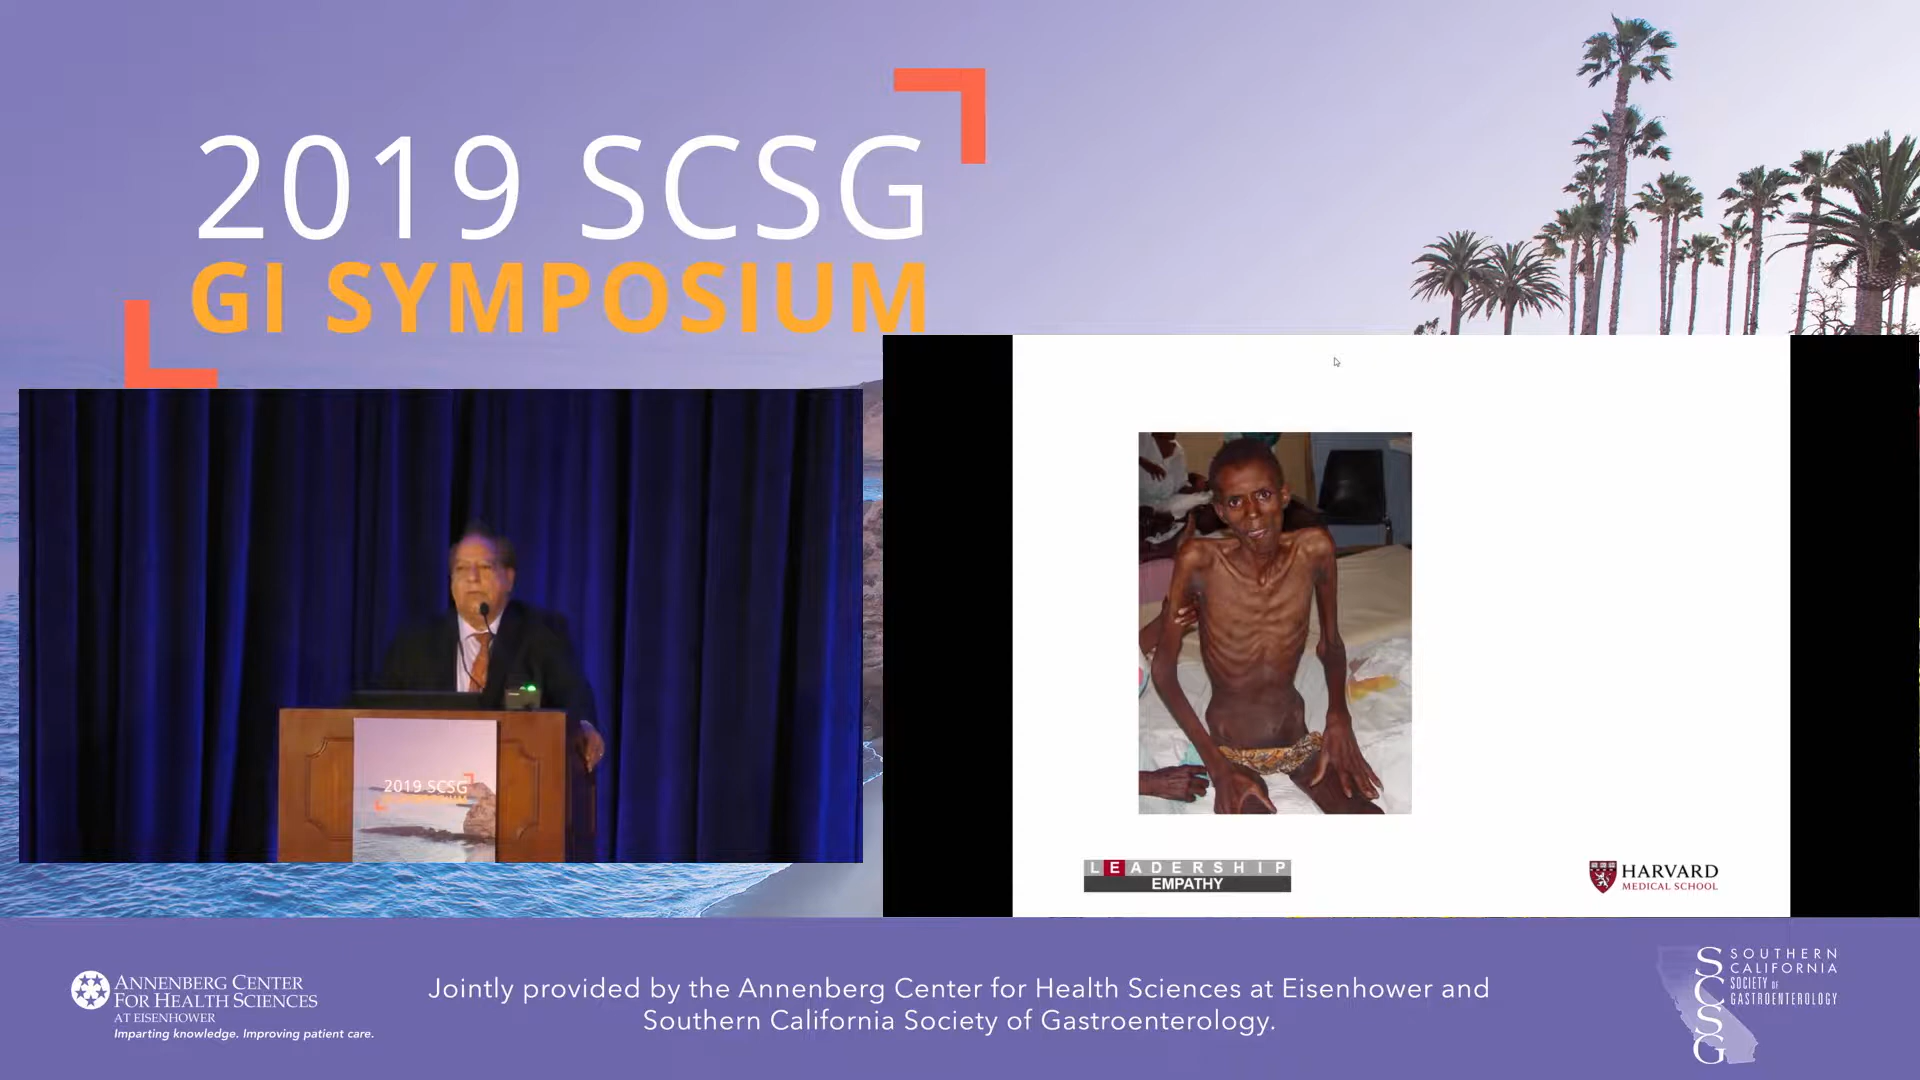 2019 SCSG
GI SYMPOSIUM
2019 SCSG
LEADERSHIP
EMPATHY
HARVARD
MEDICAL SCHOOL
ANNENBERG CENTER
FOR HEALTH SCIENCES
AT EISENHOWER
Imparting knowledge. Improving patient care.
Jointly provided by the Annenberg Center for Health Sciences at Eisenhower and
Southern California Society of Gastroenterology.
SCSG
SOUTHERN
CALIFORNIA
SOCIETY OF
GASTROENTEROLOGY